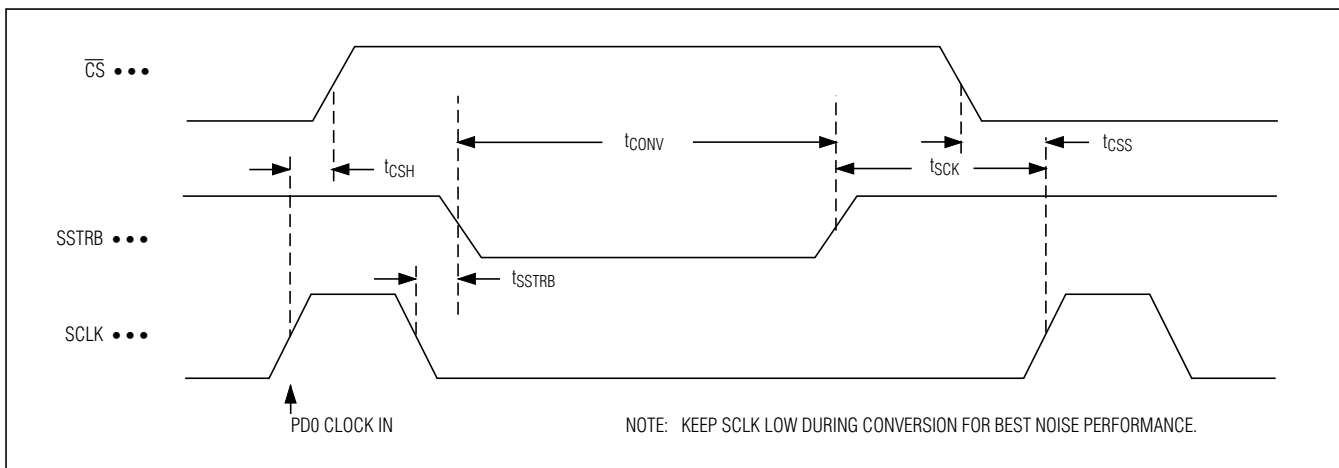 CS •••
tCONV
tCSS
tCSH
tSCK
SSTRB •••
tSSTRB
SCLK •••
PD0 CLOCK IN
NOTE: KEEP SCLK LOW DURING CONVERSION FOR BEST NOISE PERFORMANCE.